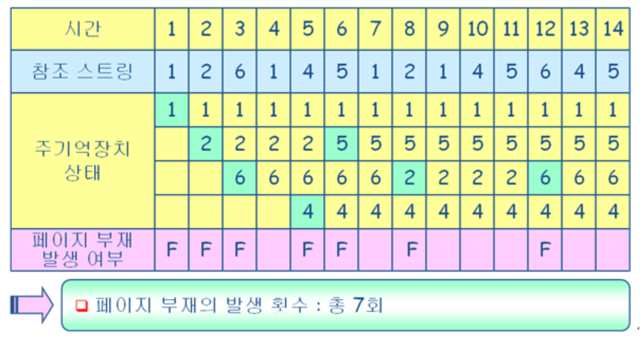 시간 1 2 3 4 5 6 7 8 9 10 11 12 13 14
참조 스트링 1 2 6 1 4 5 1 2 1 4 5 6 4 5
주기억장치
상태
1 1 1 1 1 1 1 1 1 1 1 1 1 1
2 2 2 2 5 5 5 5 5 5 5 5 5
6 6 6 6 6 2 2 2 2 6 6 6
4 4 4 4 4 4 4 4 4 4
페이지 부재
발생 여부
F F F F F F F
페이지 부재의 발생 횟수 : 총 7회